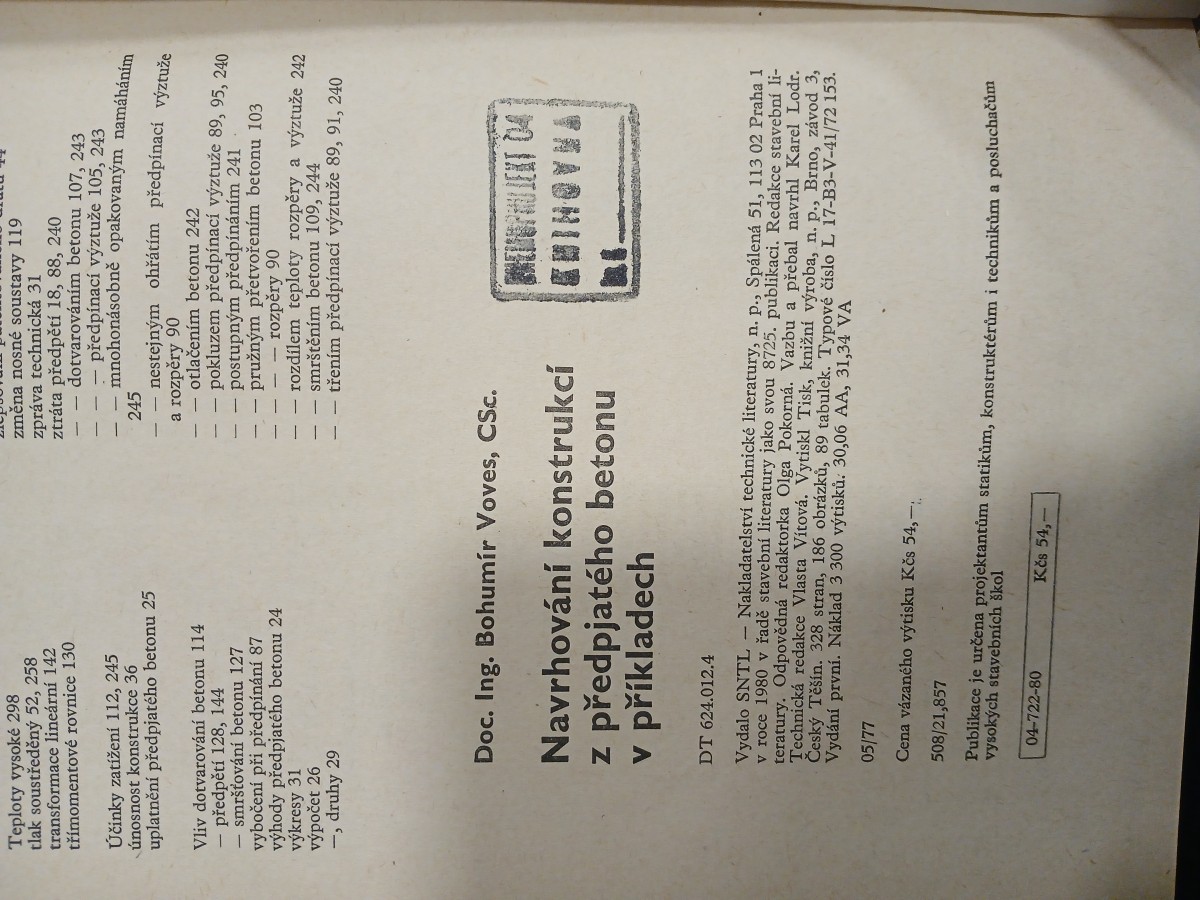 Teploty vysoké 298
tlak soustředěný 52, 258
transformace lineární 142
třímomentové rovnice 130
Účinky zatížení 112, 245
únosnost konstrukce 36
uplatnění předpjatého betonu 25
Vliv dotvarování betonu 114
— předpětí 128, 144
— smršťování betonu 127
vybočení při předpínání 87
výhody předpjatého betonu 24
výkresy 31
výpočet 26
—, druhy 29
změna nosné soustavy 119
zpráva technická 31
ztráta předpětí 18, 88, 240
— — dotvarováním betonu 107, 243
— — předpínací výztuže 105, 243
— — mnohonásobně opakovaným namáháním
245
— — nestejným ohřátím předpínací výztuže
a rozpěry 90
— — otlačením betonu 242
— — pokluzem předpínací výztuže 89, 95, 240
— — postupným předpínáním 241
— — pružným přetvořením betonu 103
— — — rozpěry 90
— — rozdílem teploty rozpěry a výztuže 242
— — smrštěním betonu 109, 244
— — třením předpínací výztuže 89, 91, 240
Doc. Ing. Bohumír Voves, CSc.
Navrhování konstrukcí
z předpjatého betonu
v příkladech
KNIHOVNA
DT 624.012.4
Vydalo SNTL — Nakladatelství technické literatury, n. p., Spálená 51, 113 02 Praha 1
v roce 1980 v řadě stavební literatury jako svou 8725. publikaci. Redakce stavební li-
teratury. Odpovědná redaktorka Olga Pokorná. Vazbu a přebal navrhl Karel Lodr.
Technická redakce Vlasta Vítová. Vytiskl Tisk, knižní výroba, n. p., Brno, závod 3,
Český Těšín. 328 stran, 186 obrázků, 89 tabulek. Typové číslo L 17-B3-V-41/72 153.
Vydání první. Náklad 3 300 výtisků. 30,06 AA, 31,34 VA
05/77
Cena vázaného výtisku Kčs 54,—
508/21,857
Publikace je určena projektantům statikům, konstruktérům i technikům a posluchačům
vysokých stavebních škol
04-722-80 Kčs 54,—